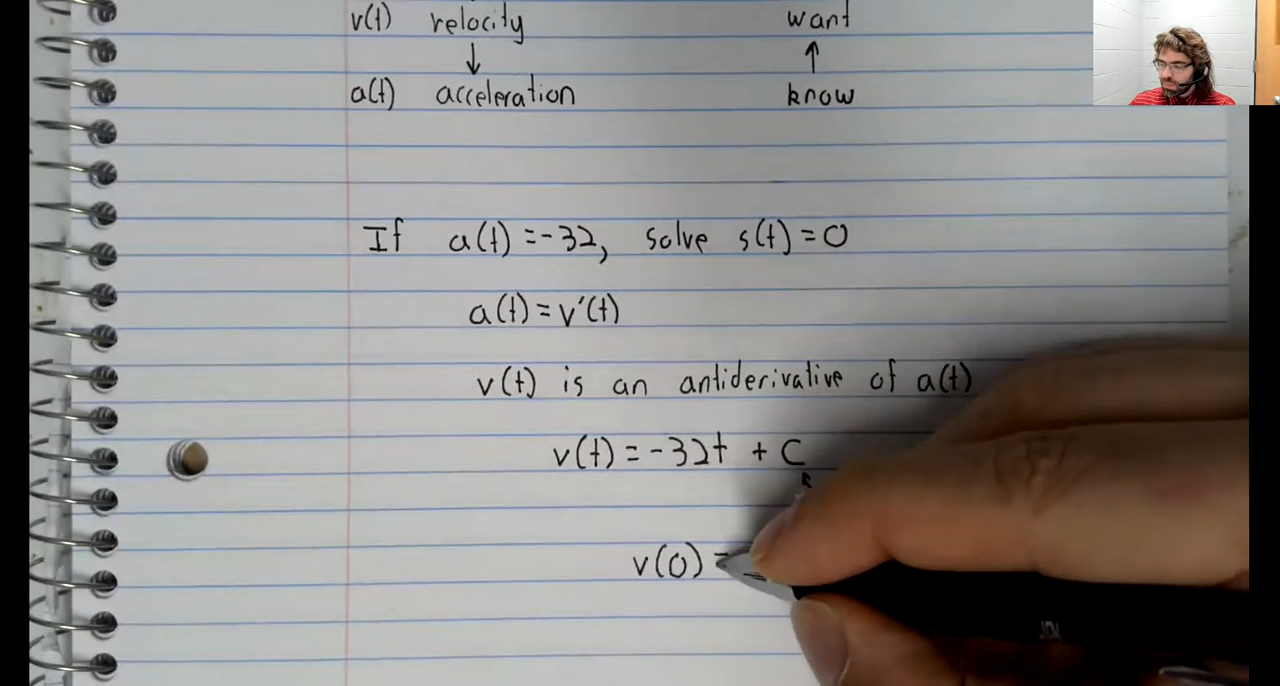 v(t) velocity want
↓ ↑
a(t) acceleration know
If a(t) = -32, solve s(t) = 0
a(t) = v'(t)
v(t) is an antiderivative of a(t)
v(t) = -32t + C
v(0) =